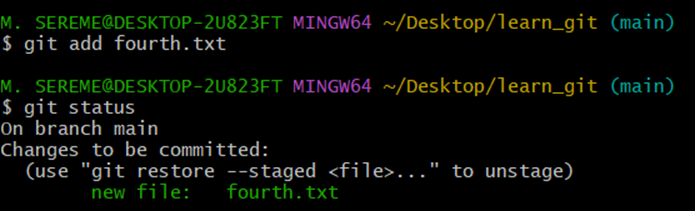 M. SEREME@DESKTOP-2U823FT MINGW64 ~/Desktop/learn_git (main)
$ git add fourth.txt

M. SEREME@DESKTOP-2U823FT MINGW64 ~/Desktop/learn_git (main)
$ git status
On branch main
Changes to be committed:
  (use "git restore --staged <file>..." to unstage)
        new file:   fourth.txt